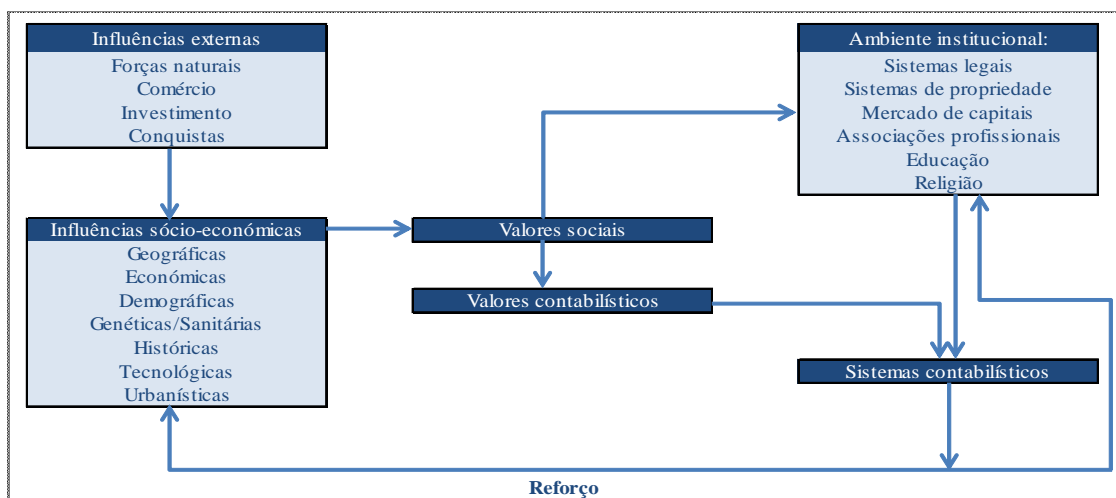 Influências externas
Forças naturais
Comércio
Investimento
Conquistas
Influências sócio-económicas
Geográficas
Económicas
Demográficas
Genéticas/Sanitárias
Históricas
Tecnológicas
Urbanísticas
Valores sociais
Valores contabilísticos
Ambiente institucional:
Sistemas legais
Sistemas de propriedade
Mercado de capitais
Associações profissionais
Educação
Religião
Sistemas contabilísticos
Reforço